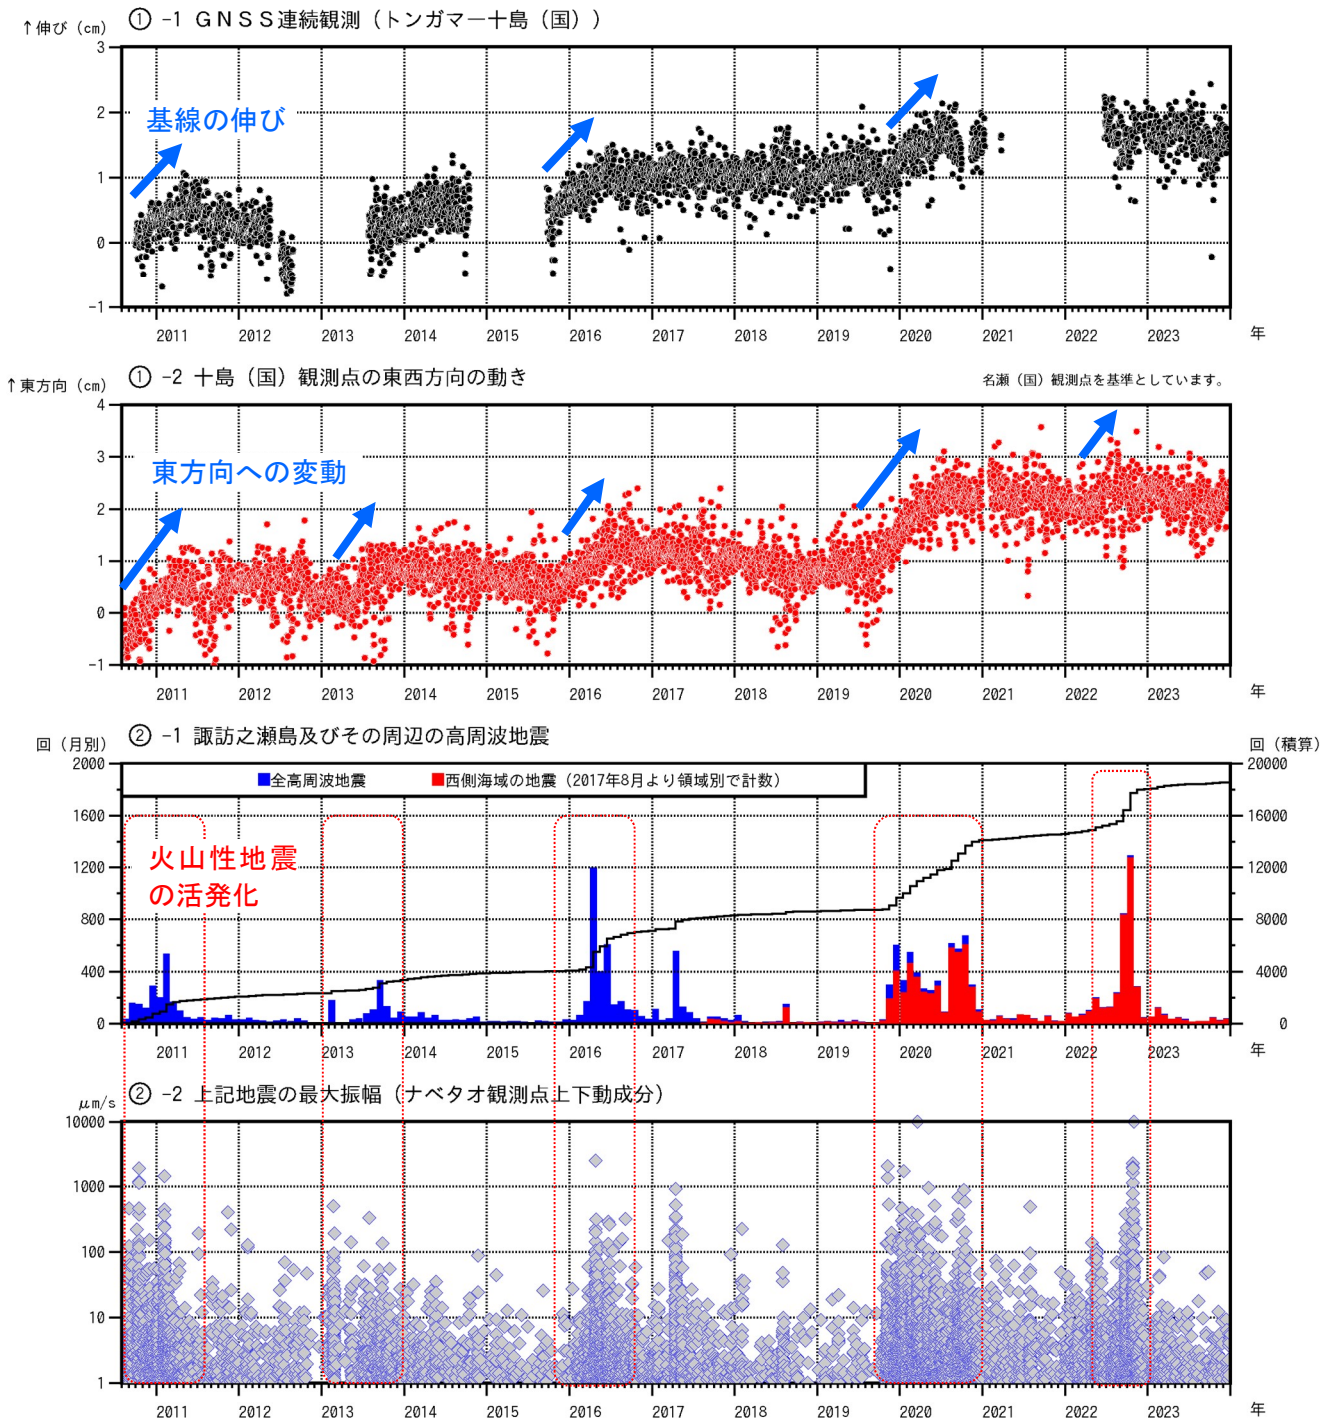 ① -1 ＧＮＳＳ連続観測（トンガマー十島（国））
↑伸び（cm）
3
2
1
0
-1
基線の伸び
2011 2012 2013 2014 2015 2016 2017 2018 2019 2020 2021 2022 2023 年
① -2 十島（国）観測点の東西方向の動き
↑東方向（cm）
名瀬（国）観測点を基準としています。
4
3
2
1
0
-1
東方向への変動
2011 2012 2013 2014 2015 2016 2017 2018 2019 2020 2021 2022 2023 年
② -1 諏訪之瀬島及びその周辺の高周波地震
回（月別）
回（積算）
2000 20000
全高周波地震 西側海域の地震（2017年8月より領域別で計数）
1600 16000
1200 12000
800 8000
400 4000
0 0
火山性地震
の活発化
2011 2012 2013 2014 2015 2016 2017 2018 2019 2020 2021 2022 2023 年
② -2 上記地震の最大振幅（ナベタオ観測点上下動成分）
μm/s
10000
1000
100
10
1
2011 2012 2013 2014 2015 2016 2017 2018 2019 2020 2021 2022 2023 年